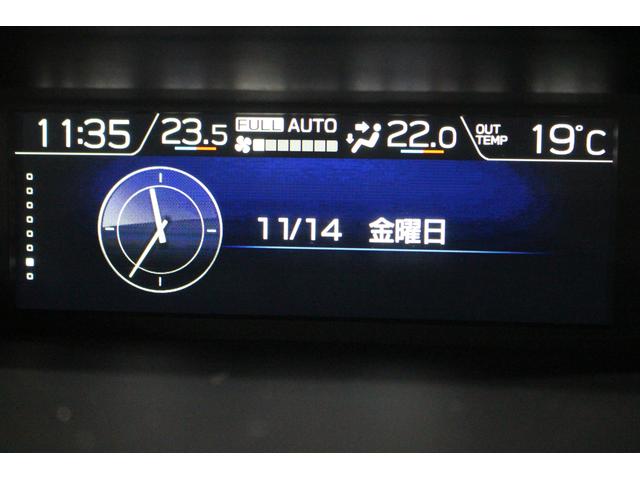 11:35 23.5 FULL AUTO 22.0 OUT TEMP 19°C
11/14 金曜日